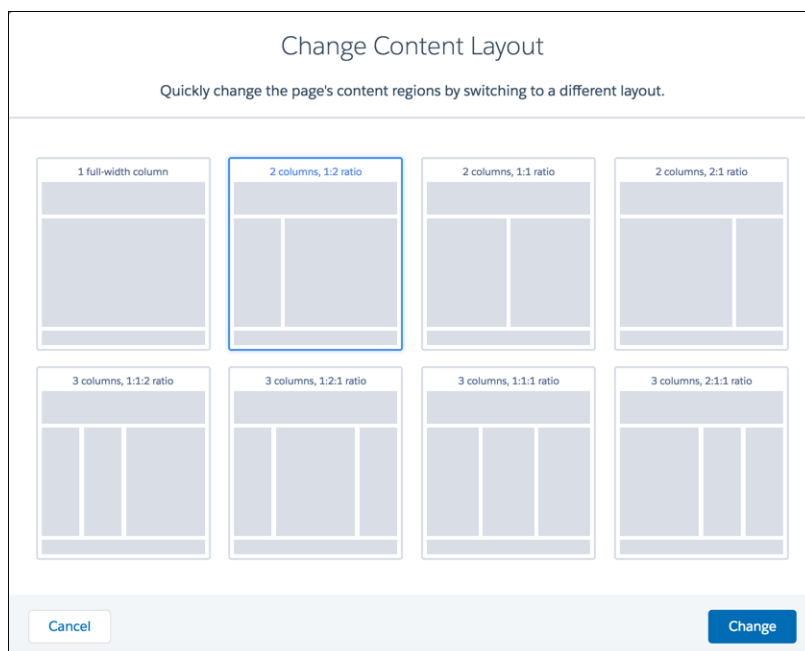 Change Content Layout
Quickly change the page's content regions by switching to a different layout.
1 full-width column
2 columns, 1:2 ratio
2 columns, 1:1 ratio
2 columns, 2:1 ratio
3 columns, 1:1:2 ratio
3 columns, 1:2:1 ratio
3 columns, 1:1:1 ratio
3 columns, 2:1:1 ratio
Cancel
Change